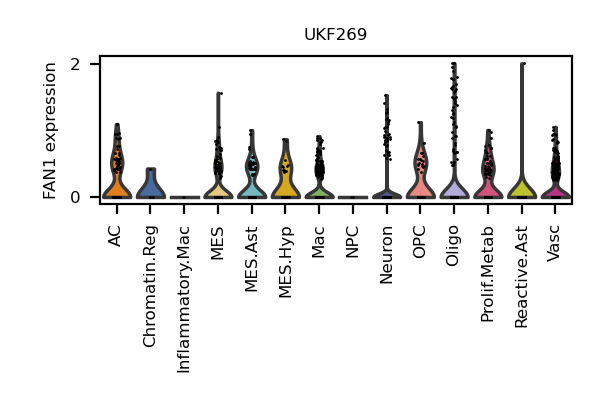 UKF269
FAN1 expression
2
0
AC
Chromatin.Reg
Inflammatory.Mac
MES
MES.Ast
MES.Hyp
Mac
NPC
Neuron
OPC
Oligo
Prolif.Metab
Reactive.Ast
Vasc